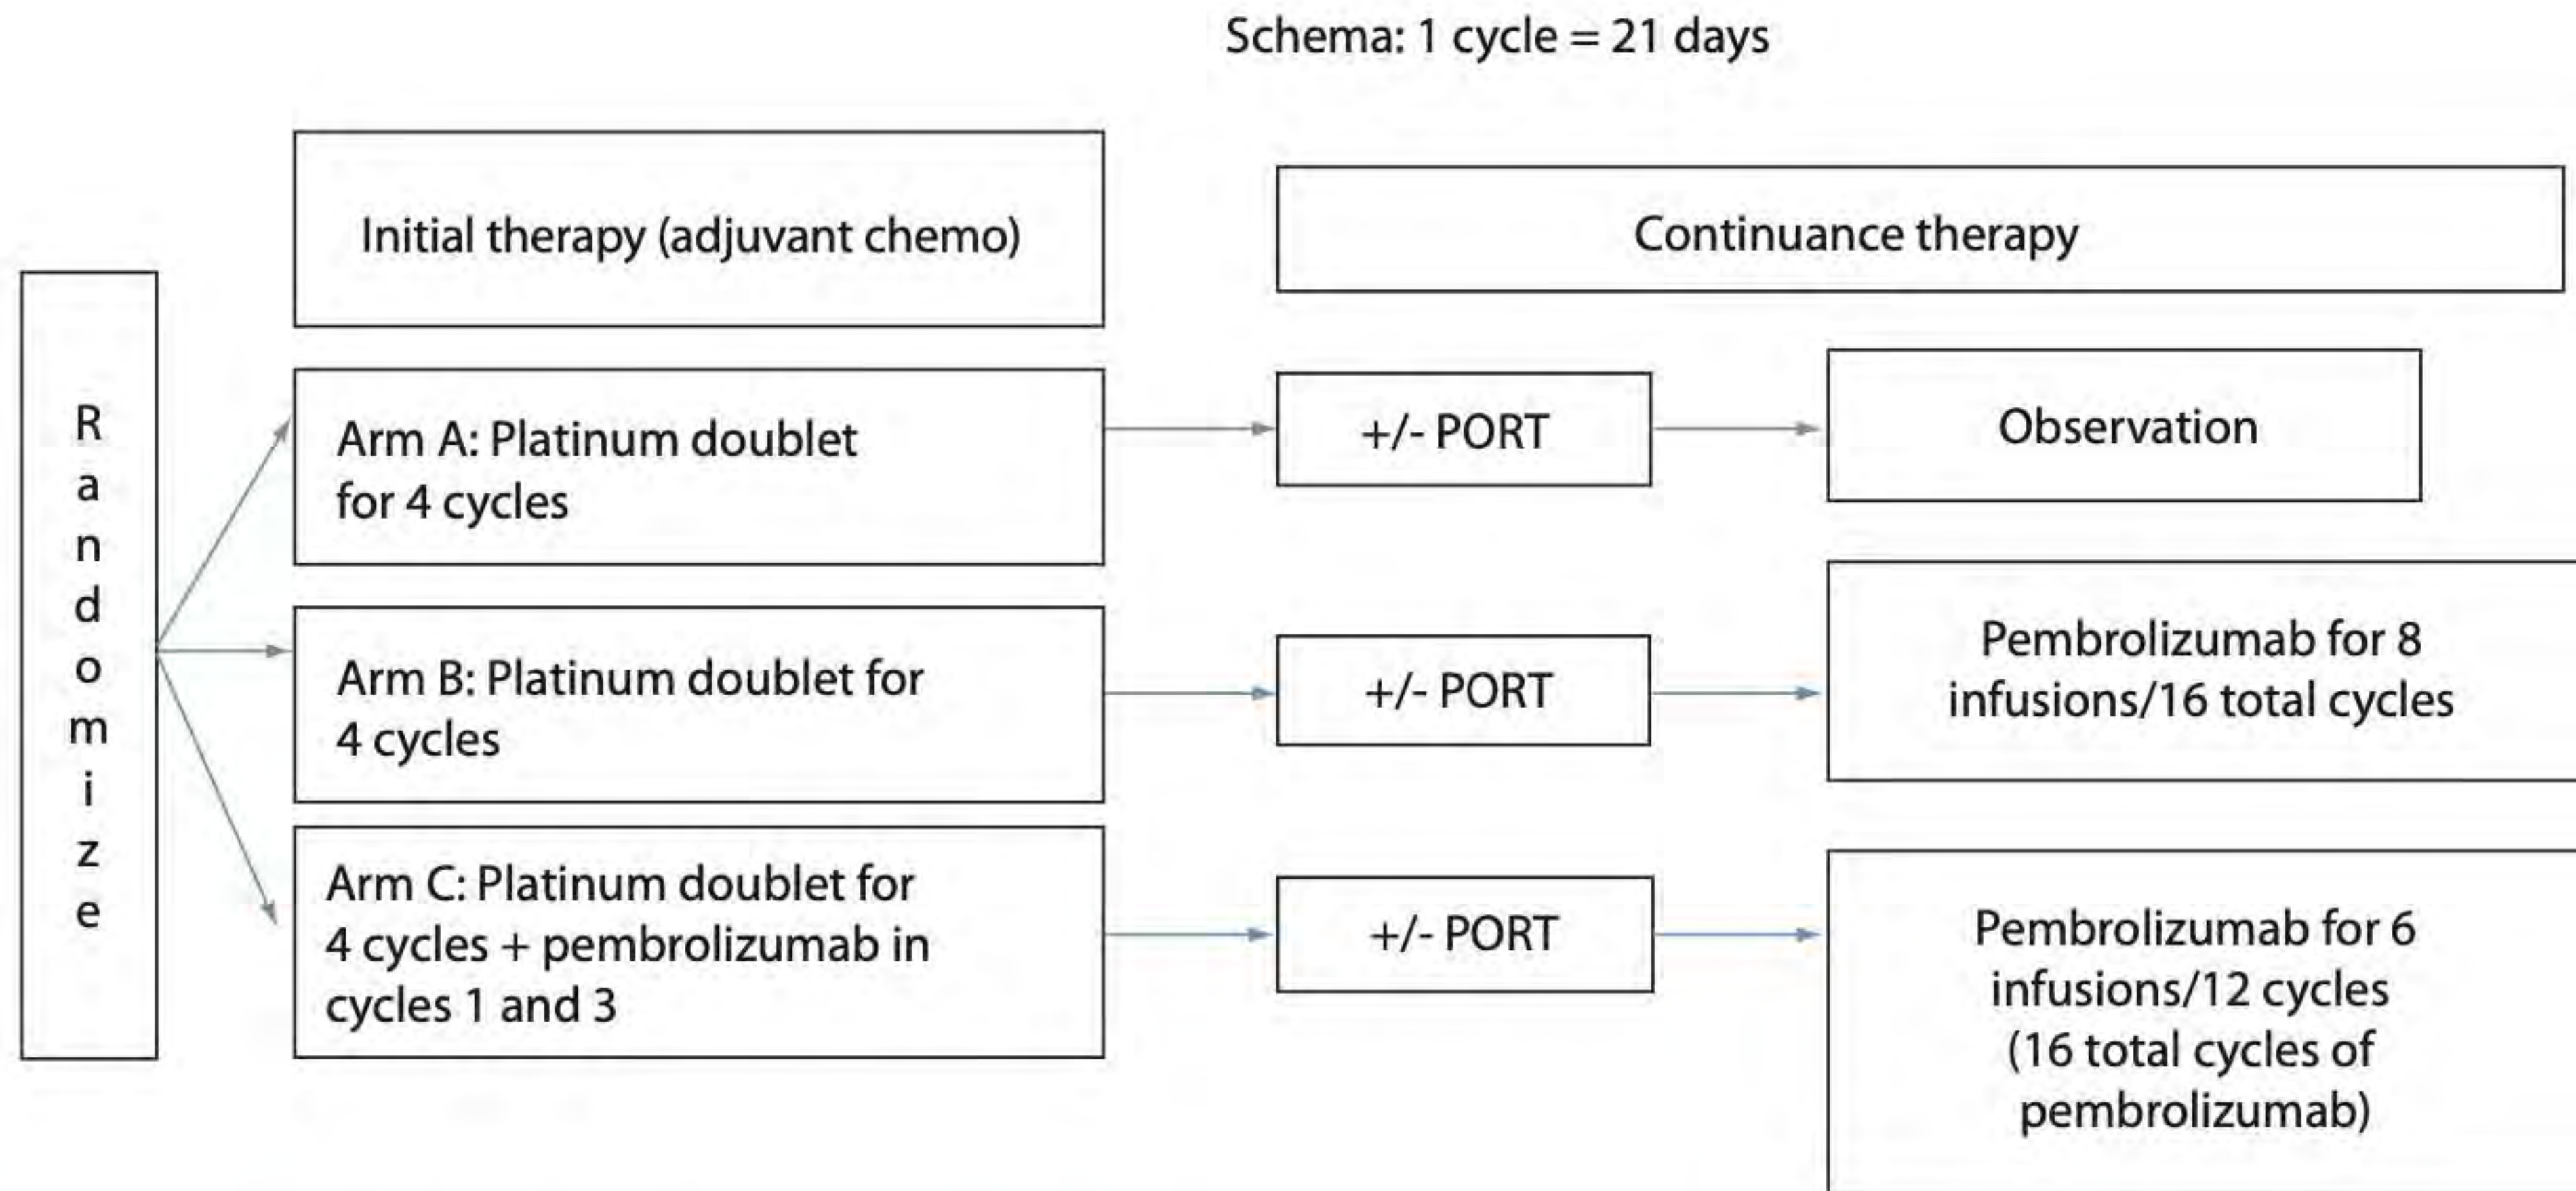 Schema: 1 cycle = 21 days
Initial therapy (adjuvant chemo)
Continuance therapy
Randomize
Arm A: Platinum doublet
for 4 cycles
+/- PORT
Observation
Arm B: Platinum doublet for
4 cycles
+/- PORT
Pembrolizumab for 8
infusions/16 total cycles
Arm C: Platinum doublet for
4 cycles + pembrolizumab in
cycles 1 and 3
+/- PORT
Pembrolizumab for 6
infusions/12 cycles
(16 total cycles of
pembrolizumab)